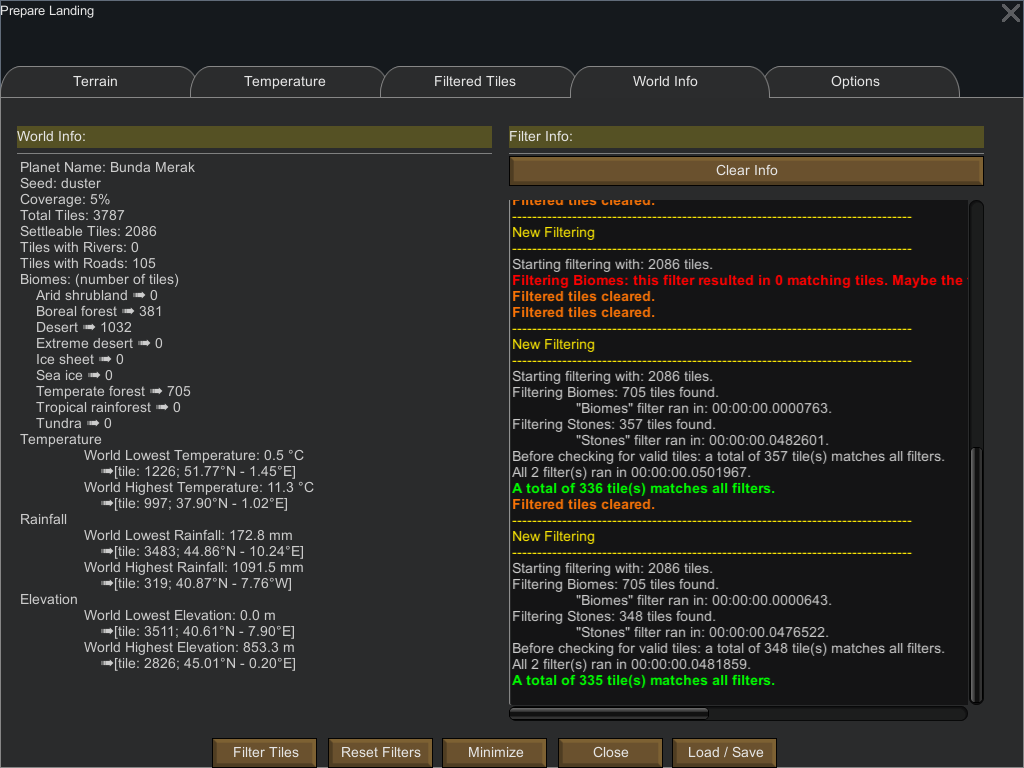 Prepare Landing
Terrain
Temperature
Filtered Tiles
World Info
Options
World Info:
Planet Name: Bunda Merak
Seed: duster
Coverage: 5%
Total Tiles: 3787
Settleable Tiles: 2086
Tiles with Rivers: 0
Tiles with Roads: 105
Biomes: (number of tiles)
Arid shrubland ➠ 0
Boreal forest ➠ 381
Desert ➠ 1032
Extreme desert ➠ 0
Ice sheet ➠ 0
Sea ice ➠ 0
Temperate forest ➠ 705
Tropical rainforest ➠ 0
Tundra ➠ 0
Temperature
World Lowest Temperature: 0.5 °C
➠[tile: 1226; 51.77°N - 1.45°E]
World Highest Temperature: 11.3 °C
➠[tile: 997; 37.90°N - 1.02°E]
Rainfall
World Lowest Rainfall: 172.8 mm
➠[tile: 3483; 44.86°N - 10.24°E]
World Highest Rainfall: 1091.5 mm
➠[tile: 319; 40.87°N - 7.76°W]
Elevation
World Lowest Elevation: 0.0 m
➠[tile: 3511; 40.61°N - 7.90°E]
World Highest Elevation: 853.3 m
➠[tile: 2826; 45.01°N - 0.20°E]
Filter Info:
Clear Info
Filtered tiles cleared.
New Filtering
Starting filtering with: 2086 tiles.
Filtering Biomes: this filter resulted in 0 matching tiles. Maybe the
Filtered tiles cleared.
Filtered tiles cleared.
New Filtering
Starting filtering with: 2086 tiles.
Filtering Biomes: 705 tiles found.
"Biomes" filter ran in: 00:00:00.0000763.
Filtering Stones: 357 tiles found.
"Stones" filter ran in: 00:00:00.0482601.
Before checking for valid tiles: a total of 357 tile(s) matches all filters.
All 2 filter(s) ran in 00:00:00.0501967.
A total of 336 tile(s) matches all filters.
Filtered tiles cleared.
New Filtering
Starting filtering with: 2086 tiles.
Filtering Biomes: 705 tiles found.
"Biomes" filter ran in: 00:00:00.0000643.
Filtering Stones: 348 tiles found.
"Stones" filter ran in: 00:00:00.0476522.
Before checking for valid tiles: a total of 348 tile(s) matches all filters.
All 2 filter(s) ran in 00:00:00.0481859.
A total of 335 tile(s) matches all filters.
Filter Tiles
Reset Filters
Minimize
Close
Load / Save